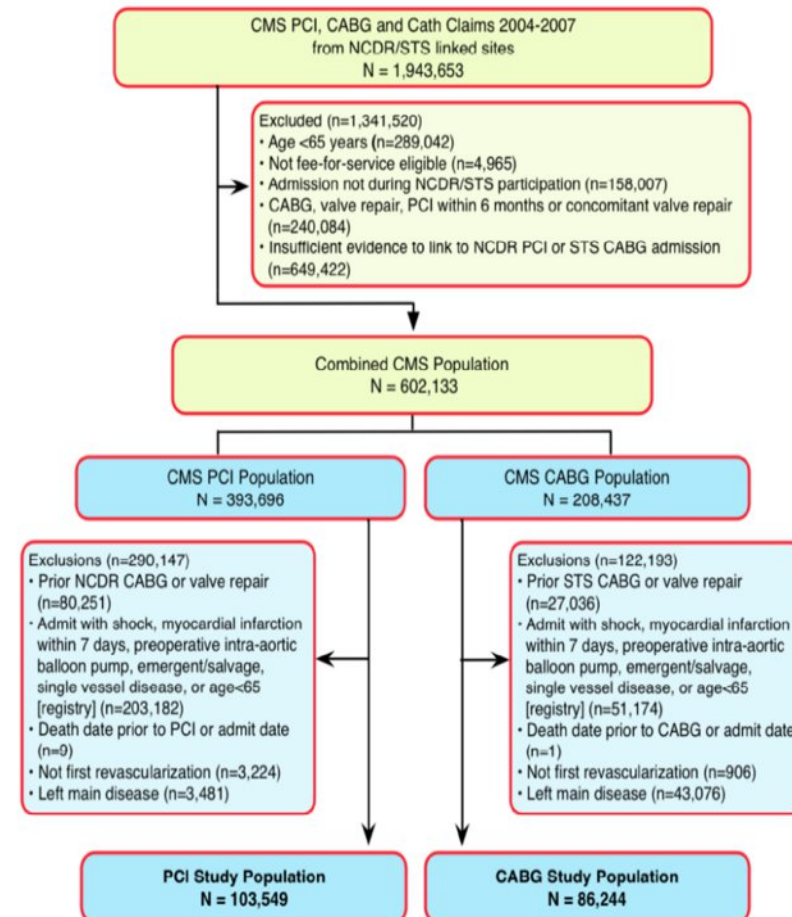 CMS PCI, CABG and Cath Claims 2004-2007
from NCDR/STS linked sites
N = 1,943,653
Excluded (n=1,341,520)
• Age <65 years (n=289,042)
• Not fee-for-service eligible (n=4,965)
• Admission not during NCDR/STS participation (n=158,007)
• CABG, valve repair, PCI within 6 months or concomitant valve repair
(n=240,084)
• Insufficient evidence to link to NCDR PCI or STS CABG admission
(n=649,422)
Combined CMS Population
N = 602,133
CMS PCI Population
N = 393,696
CMS CABG Population
N = 208,437
Exclusions (n=290,147)
• Prior NCDR CABG or valve repair
(n=80,251)
• Admit with shock, myocardial infarction
within 7 days, preoperative intra-aortic
balloon pump, emergent/salvage,
single vessel disease, or age<65
[registry] (n=203,182)
• Death date prior to PCI or admit date
(n=9)
• Not first revascularization (n=3,224)
• Left main disease (n=3,481)
Exclusions (n=122,193)
• Prior STS CABG or valve repair
(n=27,036)
• Admit with shock, myocardial infarction
within 7 days, preoperative intra-aortic
balloon pump, emergent/salvage,
single vessel disease, or age<65
[registry] (n=51,174)
• Death date prior to CABG or admit date
(n=1)
• Not first revascularization (n=906)
• Left main disease (n=43,076)
PCI Study Population
N = 103,549
CABG Study Population
N = 86,244